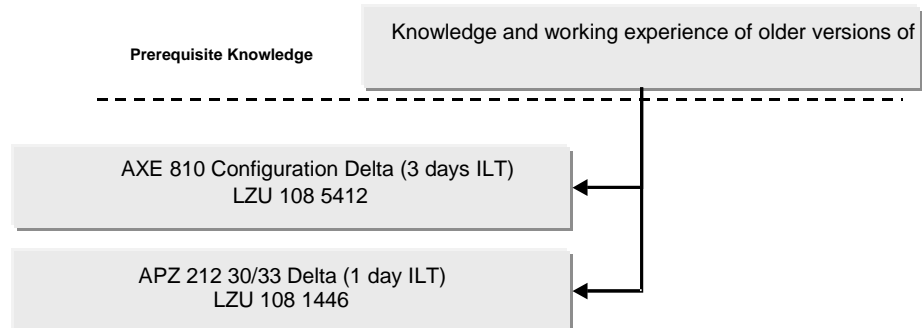 Knowledge and working experience of older versions of
Prerequisite Knowledge
AXE 810 Configuration Delta (3 days ILT)
LZU 108 5412
APZ 212 30/33 Delta (1 day ILT)
LZU 108 1446